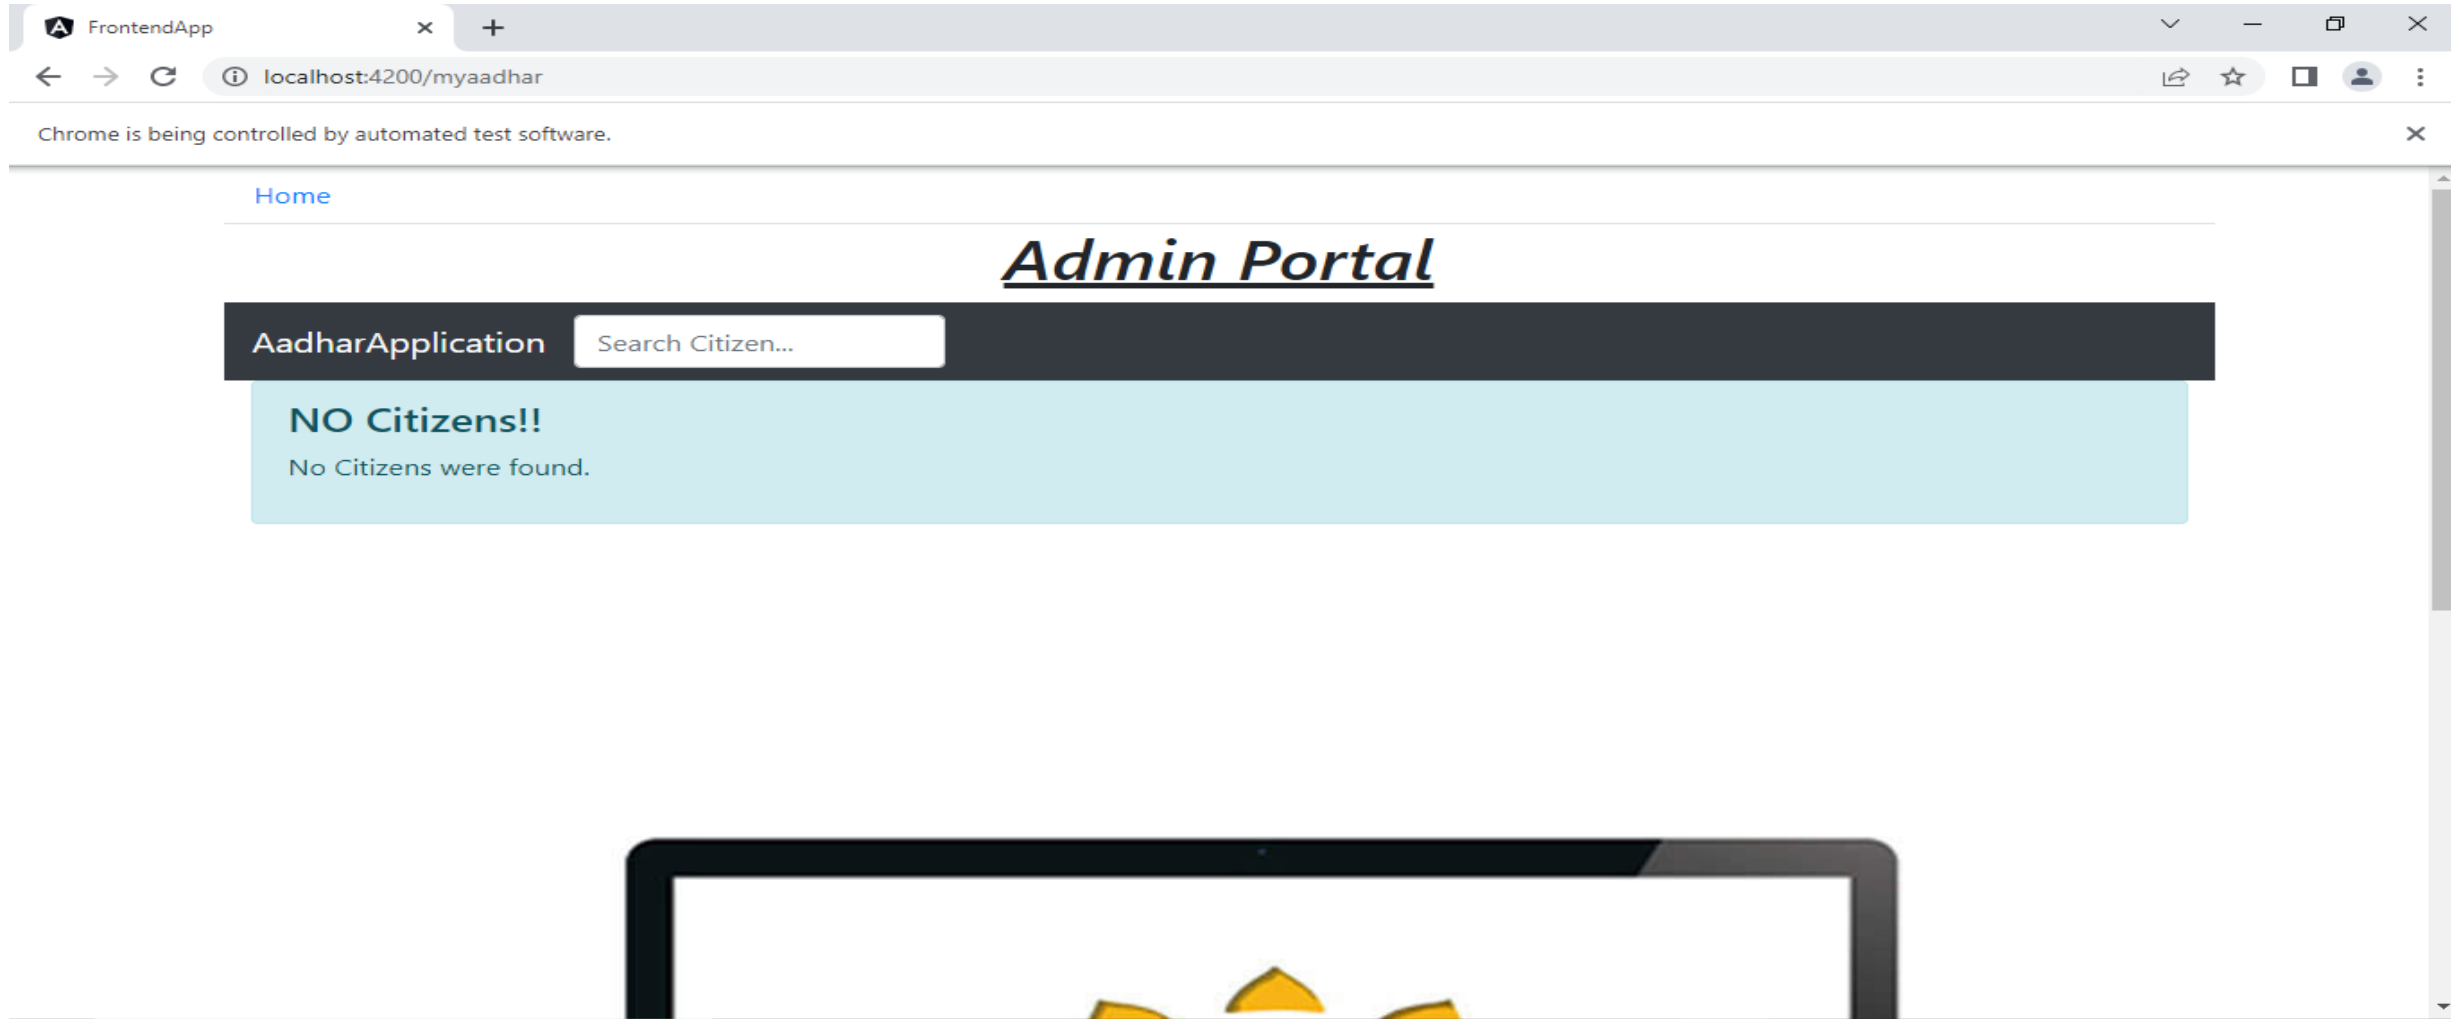 FrontendApp
localhost:4200/myaadhar
Chrome is being controlled by automated test software.
Home
Admin Portal
AadharApplication
Search Citizen...
NO Citizens!!
No Citizens were found.